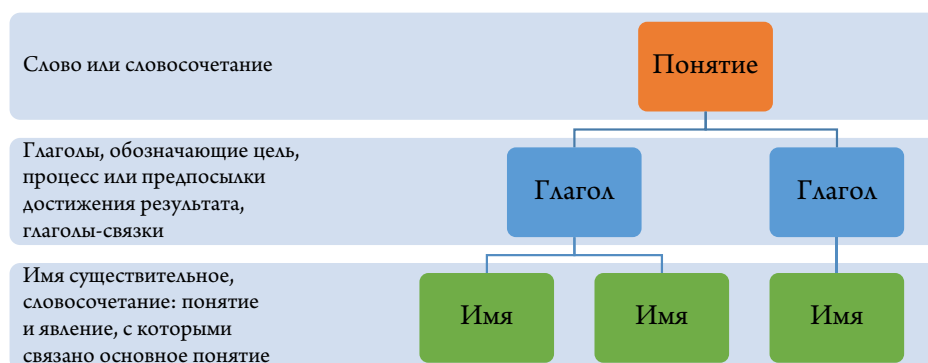 Слово или словосочетание
Понятие
Глаголы, обозначающие цель,
процесс или предпосылки
достижения результата,
глаголы-связки
Глагол
Глагол
Имя существительное,
словосочетание: понятие
и явление, с которыми
связано основное понятие
Имя
Имя
Имя